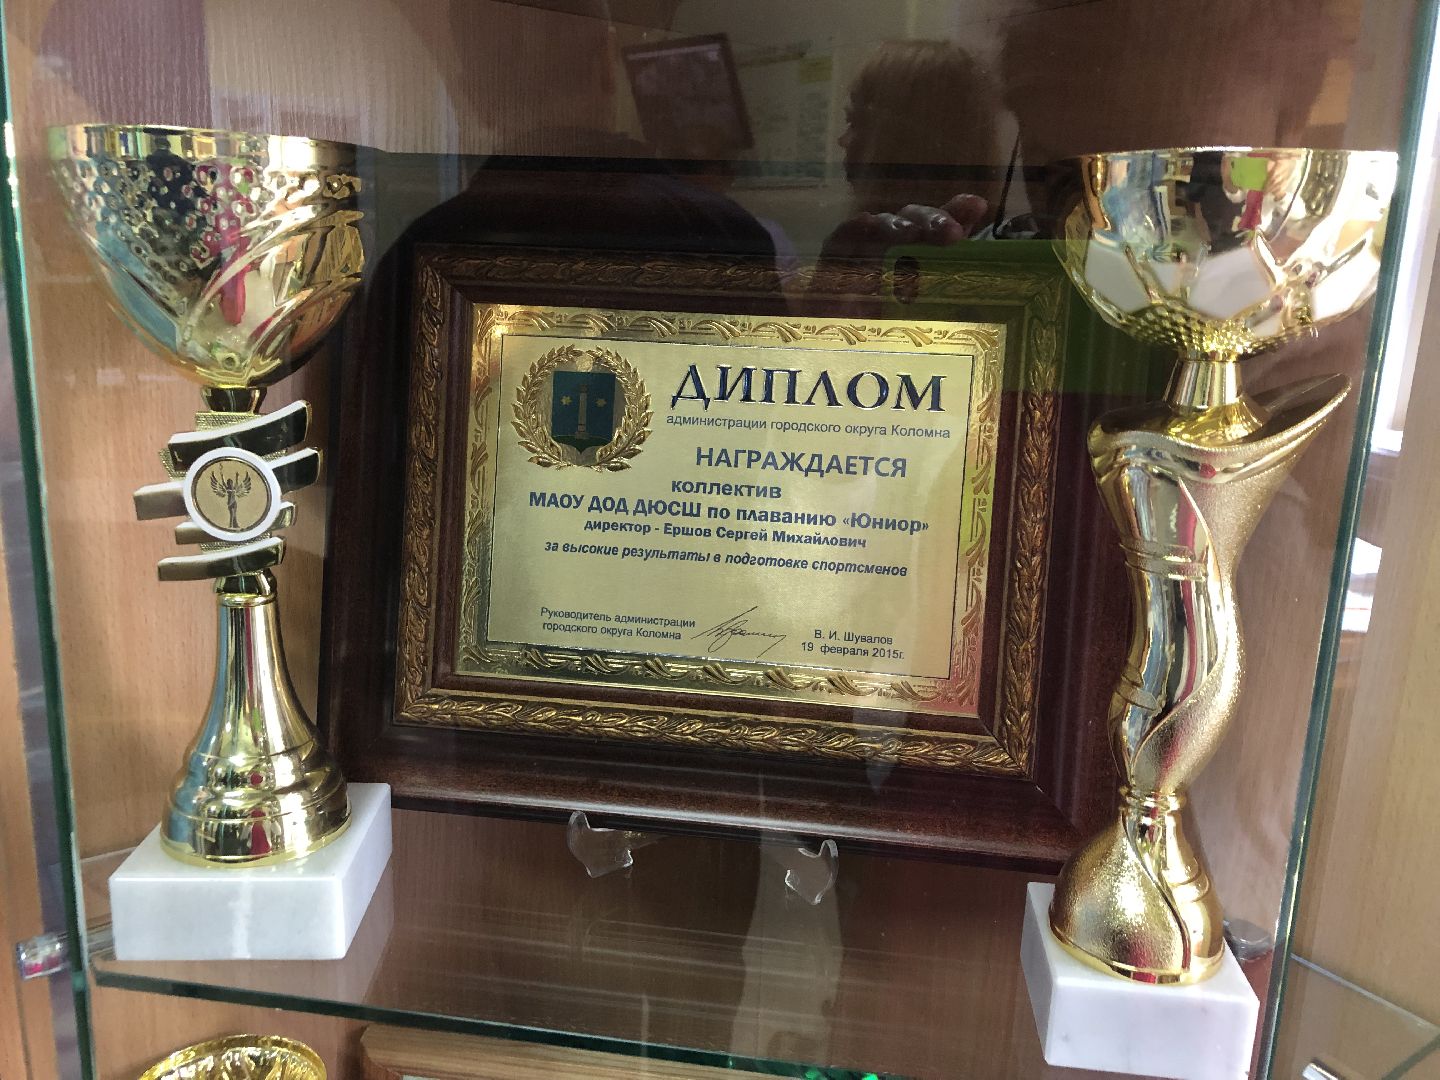 ДИПЛОМ
администрации городского округа Коломна
НАГРАЖДАЕТСЯ
коллектив
МАОУ ДОД ДЮСШ по плаванию «Юниор»
директор - Ершов Сергей Михайлович
за высокие результаты в подготовке спортсменов
Руководитель администрации
городского округа Коломна
В. И. Шувалов
19 февраля 2015г.